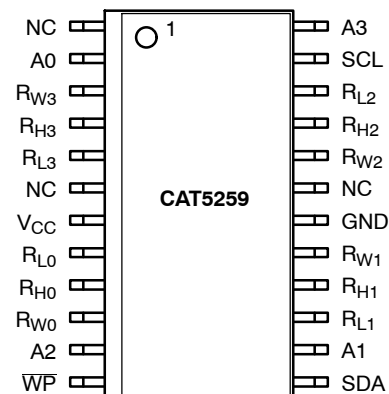 NC 1 A3
A0 SCL
RW3 RL2
RH3 RH2
RL3 RW2
NC NC
CAT5259
VCC GND
RL0 RW1
RH0 RH1
RW0 RL1
A2 A1
W̅P̅ SDA